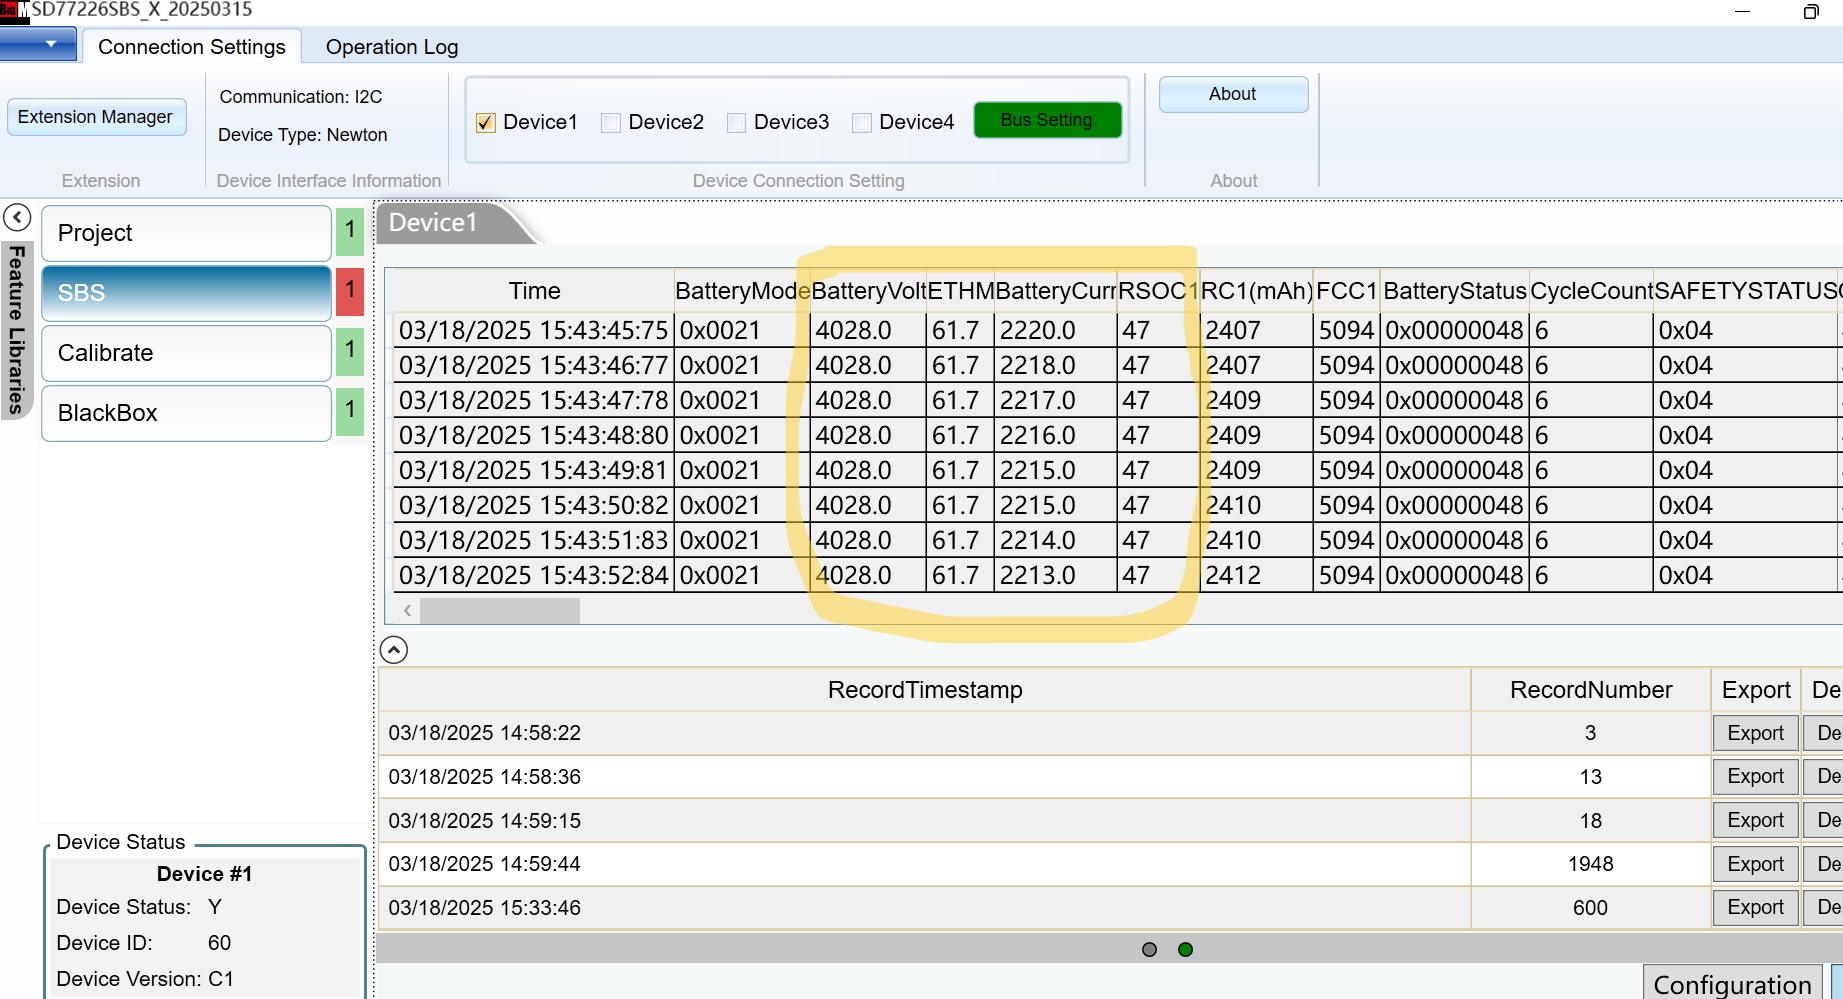 SD77226SBS_X_20250315
Connection Settings Operation Log
Extension Manager
Communication: I2C
Device Type: Newton
Device1 Device2 Device3 Device4 Bus Setting
About
Extension Device Interface Information Device Connection Setting About
Feature Libraries
Project 1
SBS 1
Calibrate 1
BlackBox 1
Device1
Time BatteryMode BatteryVolt ETHM BatteryCurr RSOC1 RC1(mAh) FCC1 BatteryStatus CycleCount SAFETYSTATUS
03/18/2025 15:43:45:75 0x0021 4028.0 61.7 2220.0 47 2407 5094 0x00000048 6 0x04
03/18/2025 15:43:46:77 0x0021 4028.0 61.7 2218.0 47 2407 5094 0x00000048 6 0x04
03/18/2025 15:43:47:78 0x0021 4028.0 61.7 2217.0 47 2409 5094 0x00000048 6 0x04
03/18/2025 15:43:48:80 0x0021 4028.0 61.7 2216.0 47 2409 5094 0x00000048 6 0x04
03/18/2025 15:43:49:81 0x0021 4028.0 61.7 2215.0 47 2409 5094 0x00000048 6 0x04
03/18/2025 15:43:50:82 0x0021 4028.0 61.7 2215.0 47 2410 5094 0x00000048 6 0x04
03/18/2025 15:43:51:83 0x0021 4028.0 61.7 2214.0 47 2410 5094 0x00000048 6 0x04
03/18/2025 15:43:52:84 0x0021 4028.0 61.7 2213.0 47 2412 5094 0x00000048 6 0x04
RecordTimestamp RecordNumber Export De
03/18/2025 14:58:22 3 Export De
03/18/2025 14:58:36 13 Export De
03/18/2025 14:59:15 18 Export De
03/18/2025 14:59:44 1948 Export De
03/18/2025 15:33:46 600 Export De
Device Status
Device #1
Device Status: Y
Device ID: 60
Device Version: C1
Configuration